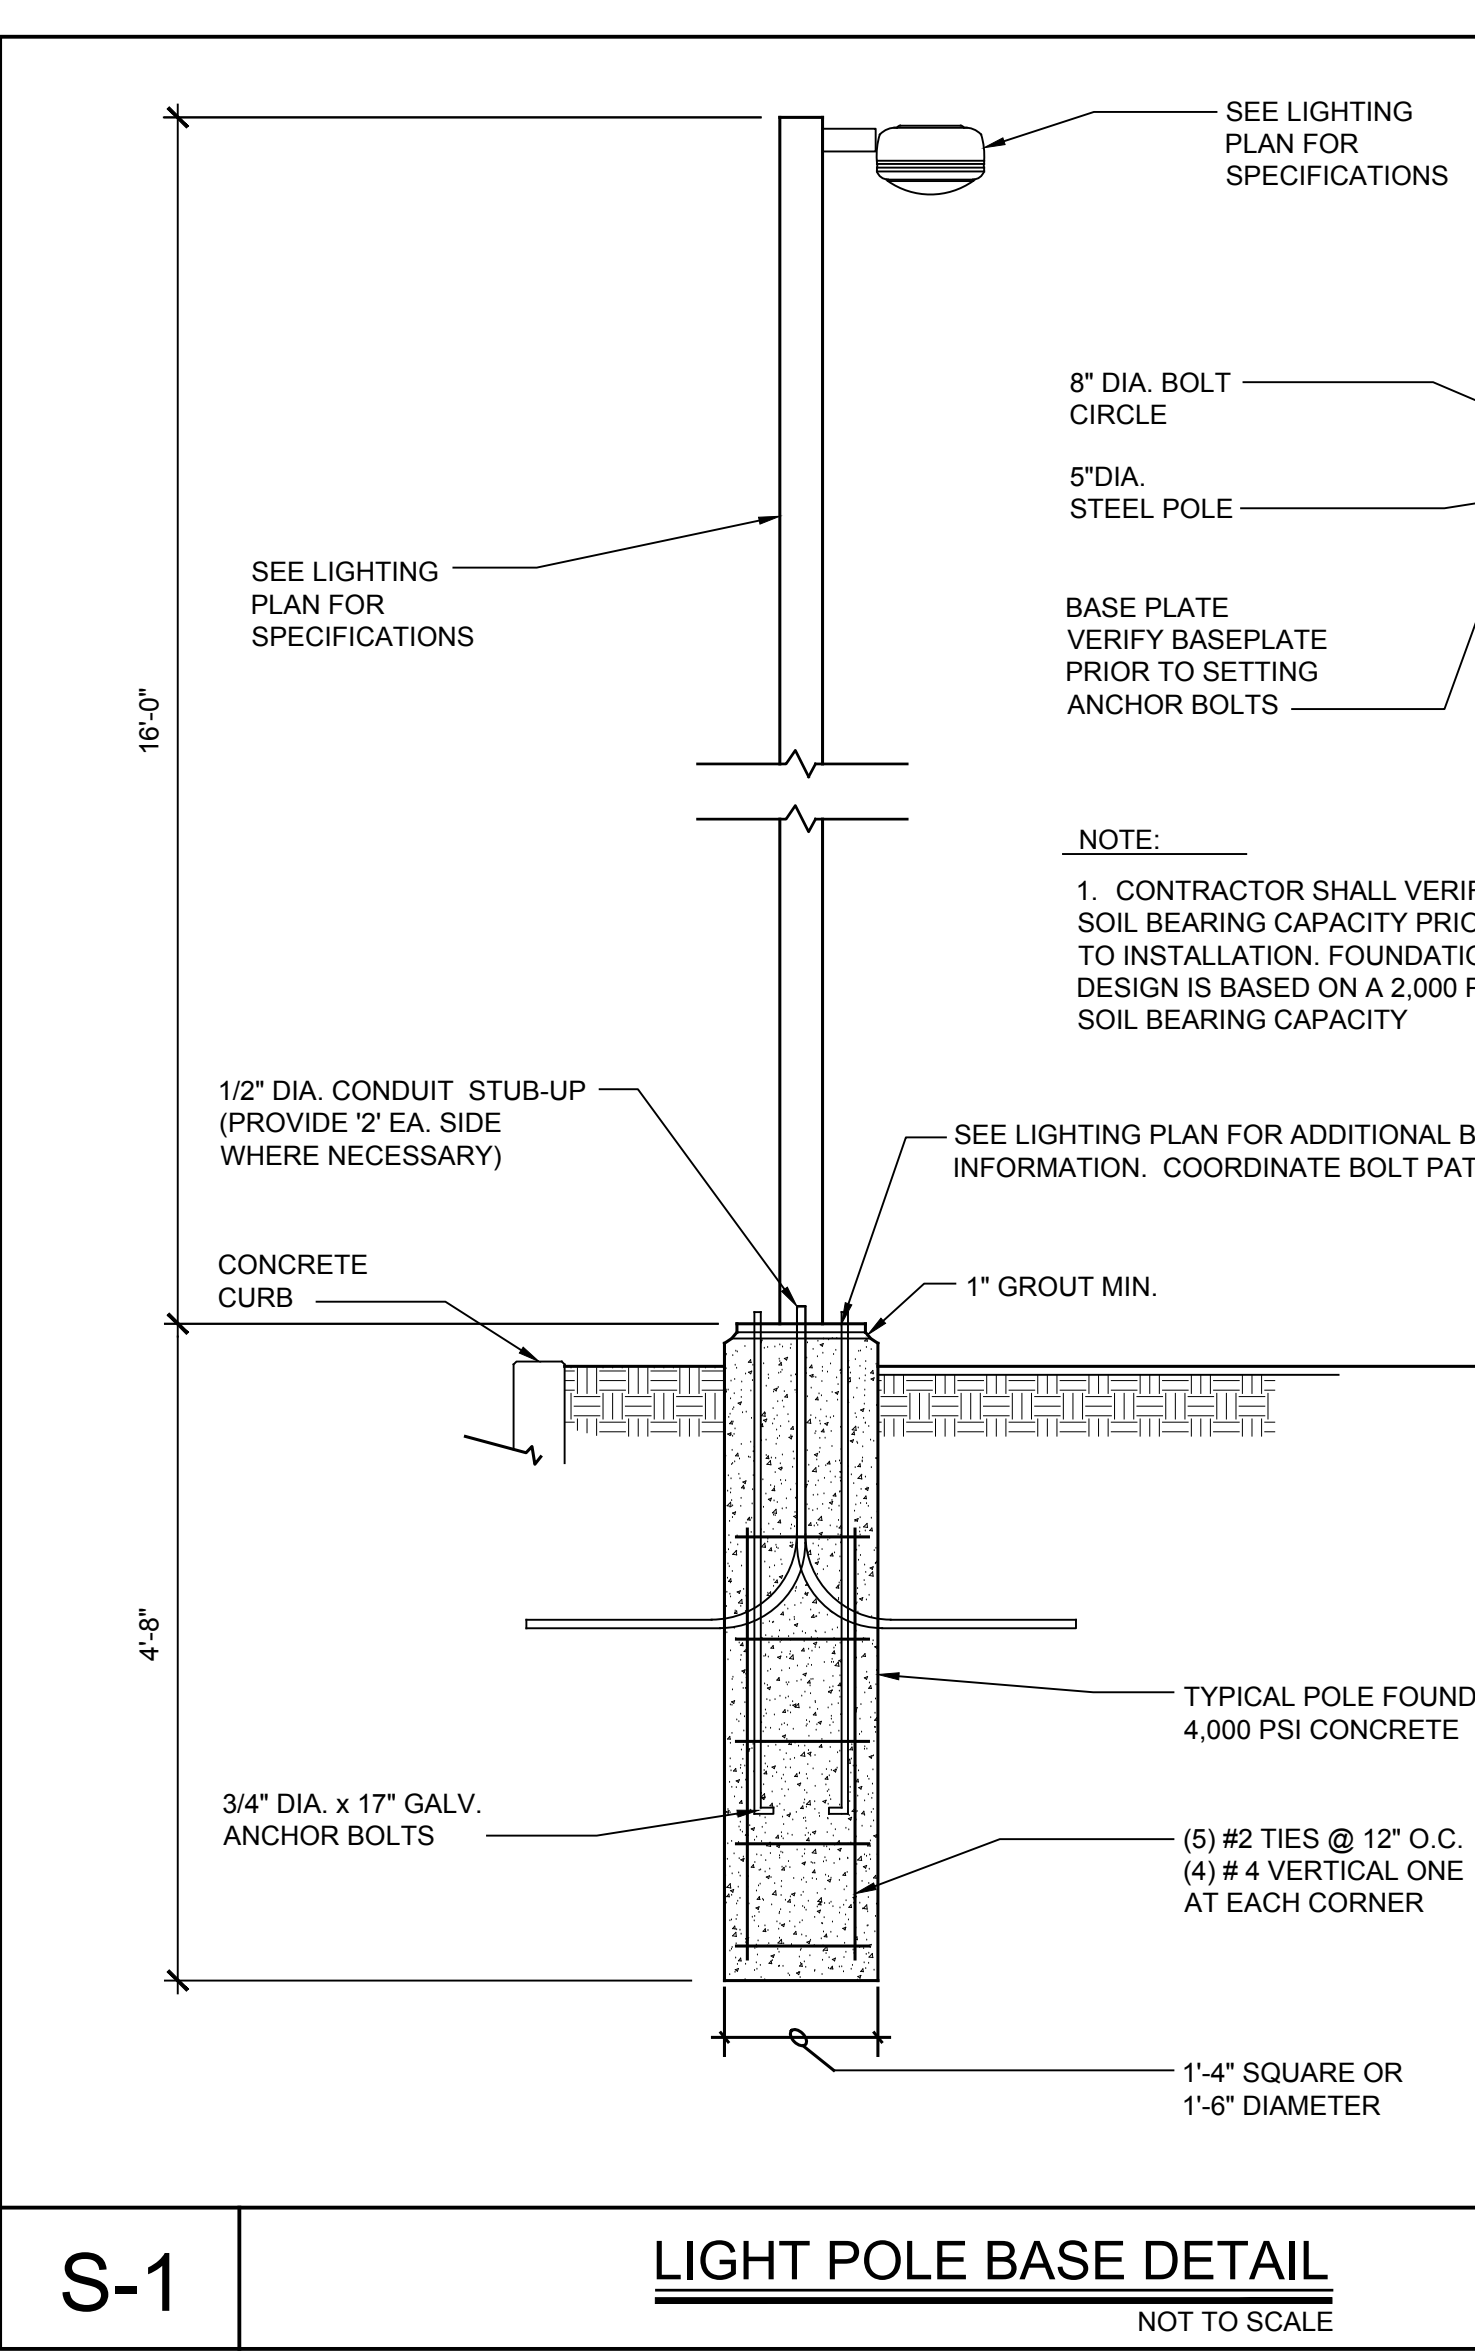 SEE LIGHTING
PLAN FOR
SPECIFICATIONS
8" DIA. BOLT
CIRCLE
5"DIA.
STEEL POLE
SEE LIGHTING
PLAN FOR
SPECIFICATIONS
BASE PLATE
VERIFY BASEPLATE
PRIOR TO SETTING
ANCHOR BOLTS
16'-0"
NOTE:
1. CONTRACTOR SHALL
SOIL BEARING CAPACITY
TO INSTALLATION.
DESIGN IS BASED ON A 2,000
SOIL BEARING CAPACITY
1/2" DIA. CONDUIT STUB-UP
(PROVIDE '2' EA. SIDE
WHERE NECESSARY)
SEE LIGHTING PLAN FOR ADDITIONAL
INFORMATION. COORDINATE BOLT
CONCRETE
CURB
1" GROUT MIN.
4'-8"
TYPICAL POLE
4,000 PSI CONCRETE
3/4" DIA. x 17" GALV.
ANCHOR BOLTS
(5) #2 TIES @ 12" O.C.
(4) # 4 VERTICAL ONE
AT EACH CORNER
1'-4" SQUARE OR
1'-6" DIAMETER
S-1
LIGHT POLE BASE DETAIL
NOT TO SCALE